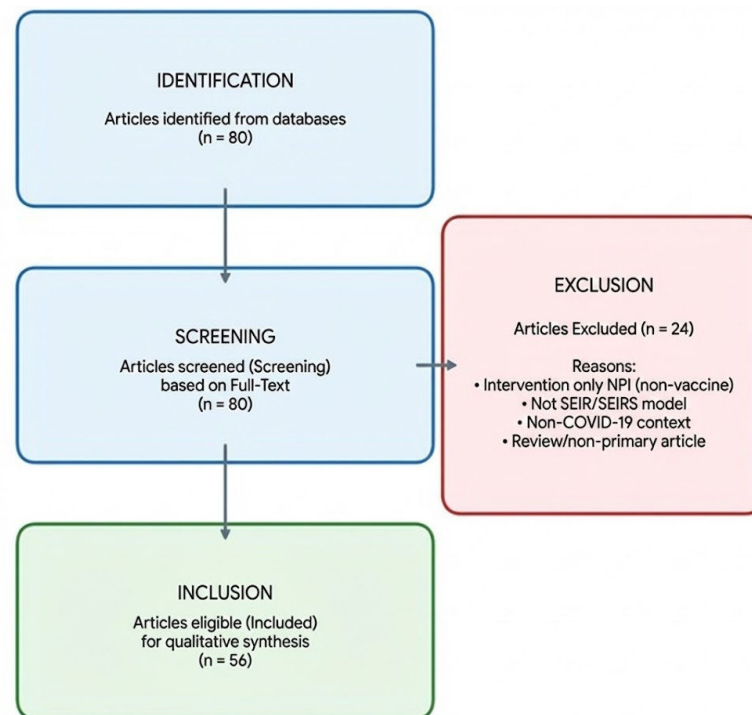 IDENTIFICATION
Articles identified from databases
(n = 80)
SCREENING
Articles screened (Screening)
based on Full-Text
(n = 80)
EXCLUSION
Articles Excluded (n = 24)
Reasons:
• Intervention only NPI (non-vaccine)
• Not SEIR/SEIRS model
• Non-COVID-19 context
• Review/non-primary article
INCLUSION
Articles eligible (Included)
for qualitative synthesis
(n = 56)